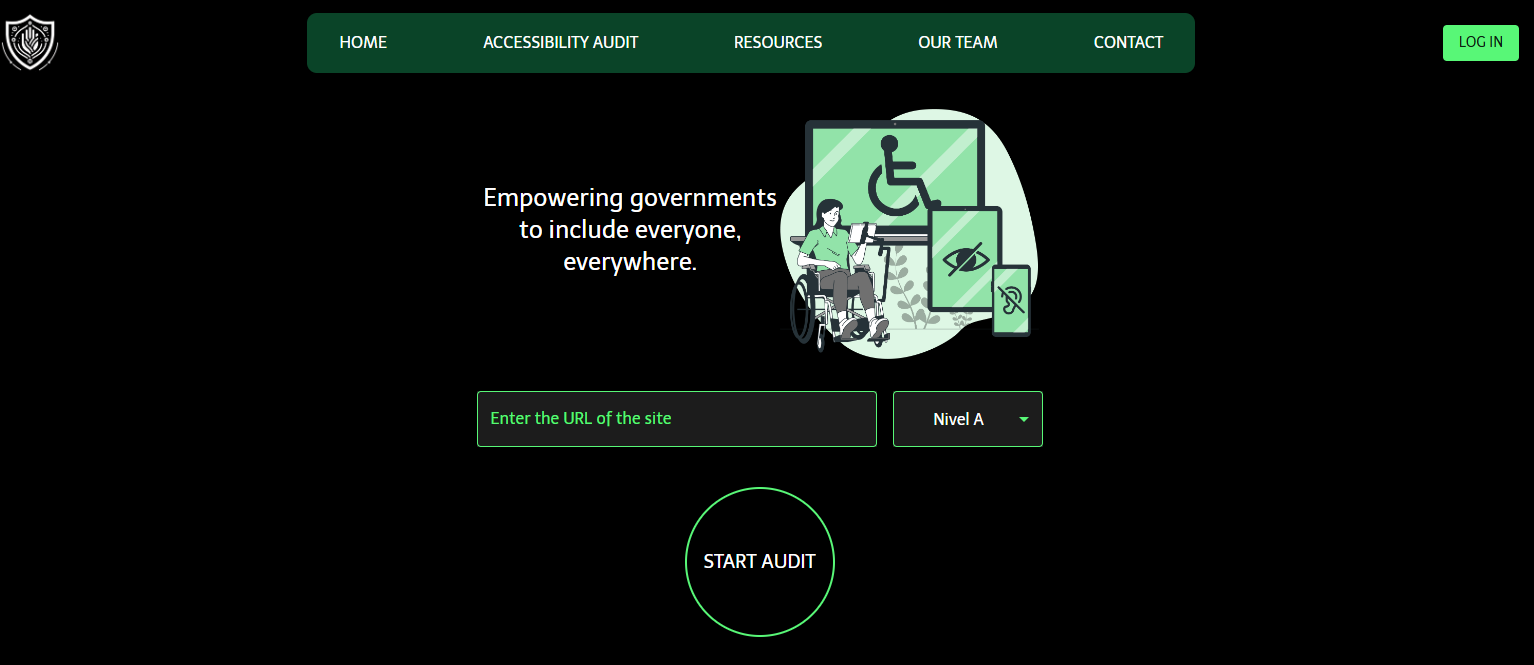 HOME
ACCESSIBILITY AUDIT
RESOURCES
OUR TEAM
CONTACT
LOG IN
Empowering governments
to include everyone,
everywhere.
Enter the URL of the site
Nivel A
START AUDIT